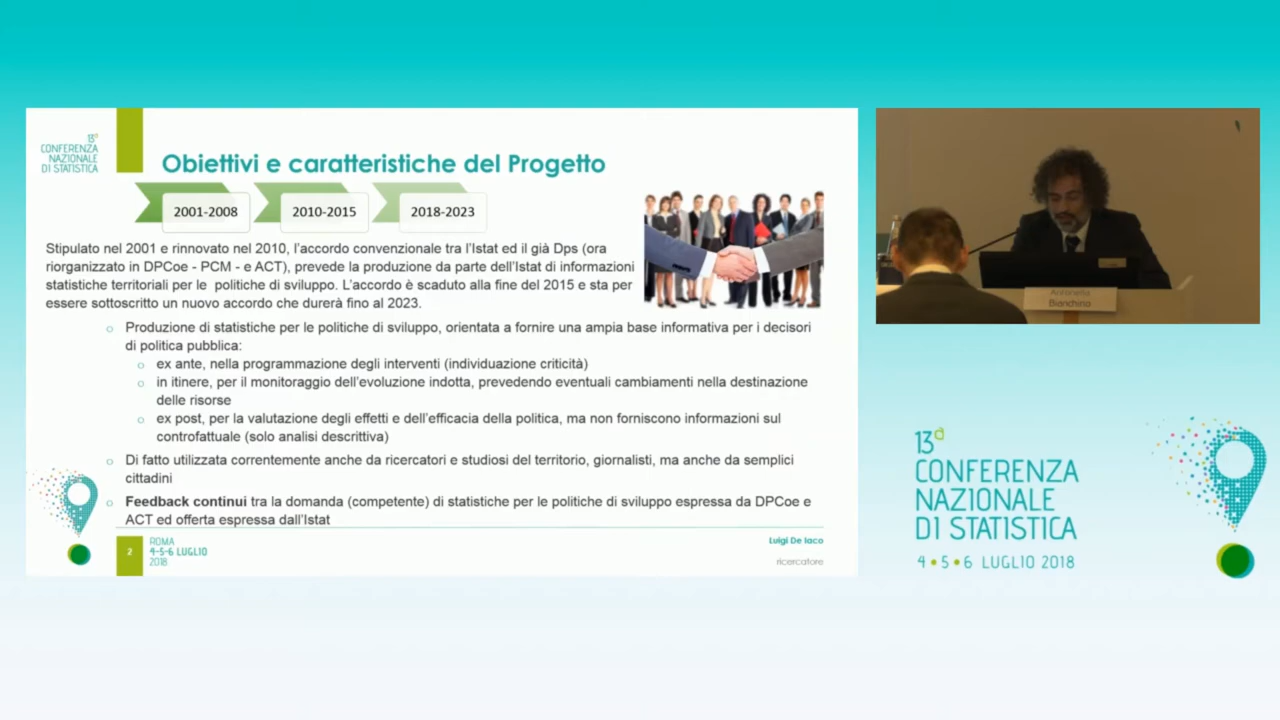 13a
CONFERENZA
NAZIONALE
DI STATISTICA
Obiettivi e caratteristiche del Progetto
2001-2008
2010-2015
2018-2023
Stipulato nel 2001 e rinnovato nel 2010, l'accordo convenzionale tra l'Istat ed il già Dps (ora
riorganizzato in DPCoe - PCM - e ACT), prevede la produzione da parte dell'Istat di informazioni
statistiche territoriali per le politiche di sviluppo. L'accordo è scaduto alla fine del 2015 e sta per
essere sottoscritto un nuovo accordo che durerà fino al 2023.
o Produzione di statistiche per le politiche di sviluppo, orientata a fornire una ampia base informativa per i decisori
di politica pubblica:
o ex ante, nella programmazione degli interventi (individuazione criticità)
o in itinere, per il monitoraggio dell'evoluzione indotta, prevedendo eventuali cambiamenti nella destinazione
delle risorse
o ex post, per la valutazione degli effetti e dell'efficacia della politica, ma non forniscono informazioni sul
controfattuale (solo analisi descrittiva)
o Di fatto utilizzata correntemente anche da ricercatori e studiosi del territorio, giornalisti, ma anche da semplici
cittadini
o Feedback continui tra la domanda (competente) di statistiche per le politiche di sviluppo espressa da DPCoe e
ACT ed offerta espressa dall'Istat
2
ROMA
4-5-6 LUGLIO
2018
Luigi De Iaco
ricercatore
Antonella
Bianchino
13a
CONFERENZA
NAZIONALE
DI STATISTICA
4•5•6 LUGLIO 2018